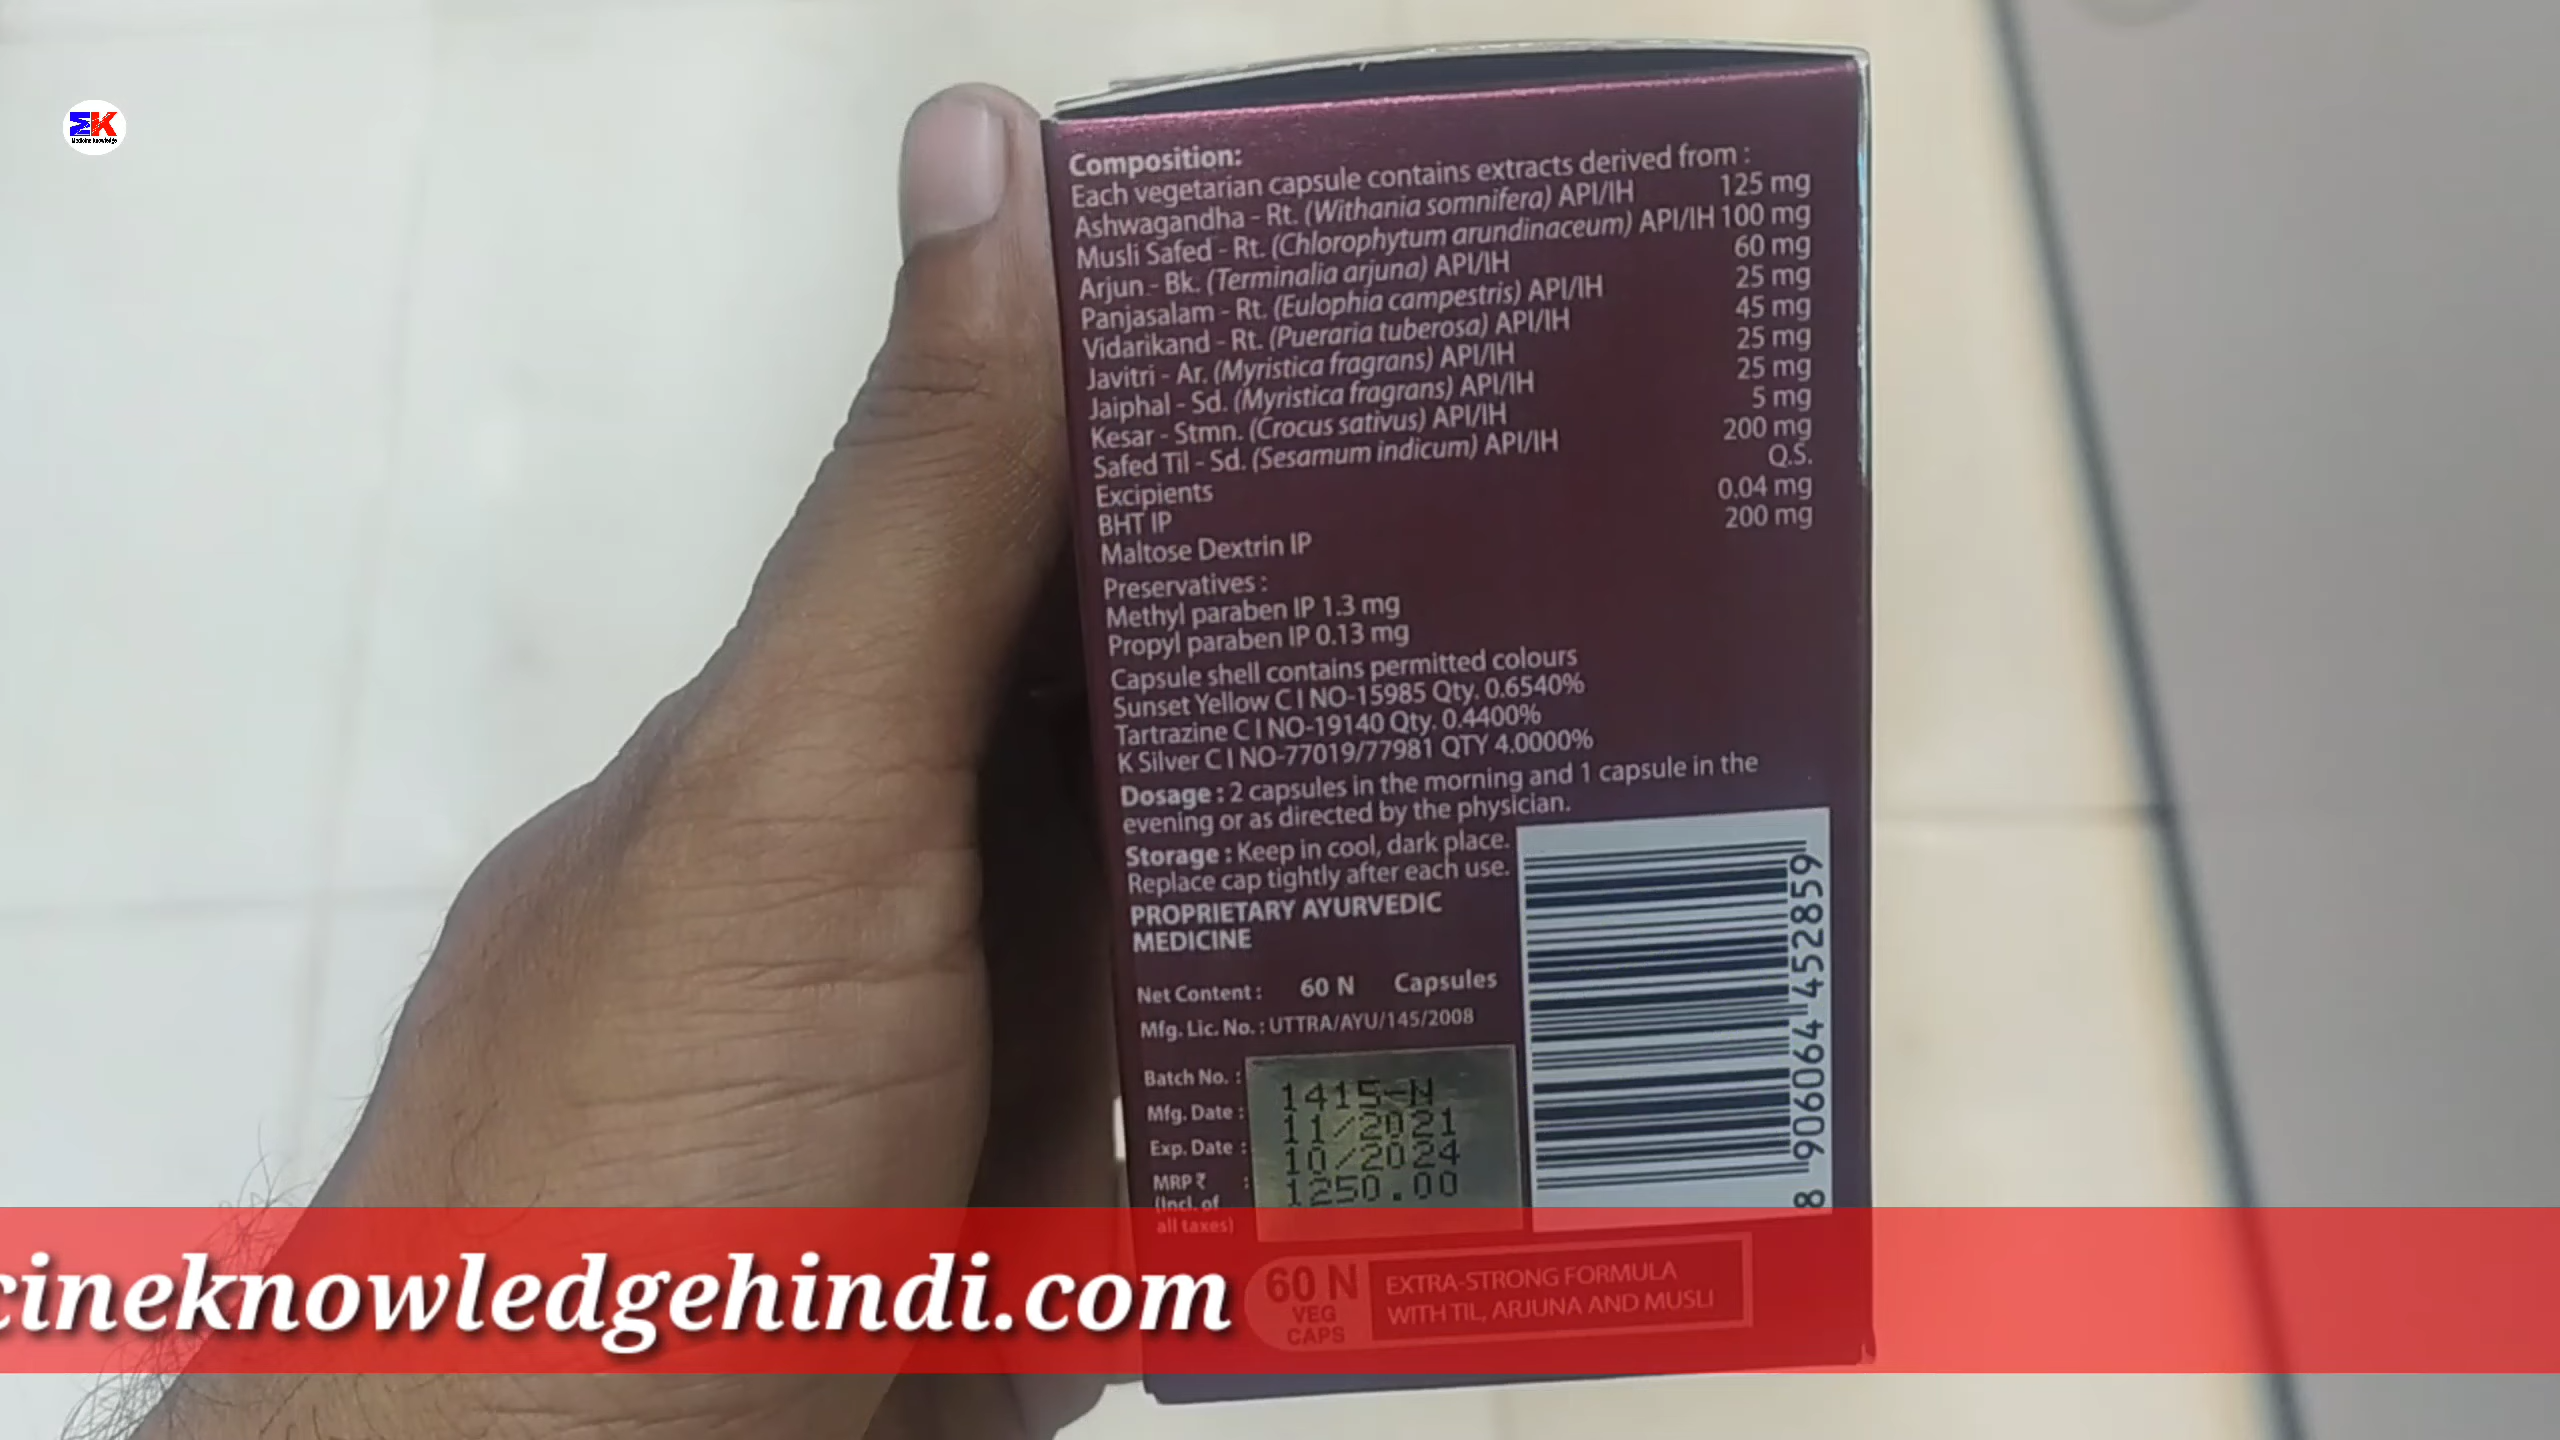 ΣK
Medicine knowledge
Composition:
Each vegetarian capsule contains extracts derived from :
Ashwagandha - Rt. (Withania somnifera) API/IH 125 mg
Musli Safed - Rt. (Chlorophytum arundinaceum) API/IH 100 mg
Arjun - Bk. (Terminalia arjuna) API/IH 60 mg
Panjasalam - Rt. (Eulophia campestris) API/IH 25 mg
Vidarikand - Rt. (Pueraria tuberosa) API/IH 45 mg
Javitri - Ar. (Myristica fragrans) API/IH 25 mg
Jaiphal - Sd. (Myristica fragrans) API/IH 25 mg
Kesar - Stmn. (Crocus sativus) API/IH 5 mg
Safed Til - Sd. (Sesamum indicum) API/IH 200 mg
Excipients Q.S.
BHT IP 0.04 mg
Maltose Dextrin IP 200 mg
Preservatives :
Methyl paraben IP 1.3 mg
Propyl paraben IP 0.13 mg
Capsule shell contains permitted colours
Sunset Yellow C I NO-15985 Qty. 0.6540%
Tartrazine C I NO-19140 Qty. 0.4400%
K Silver C I NO-77019/77981 QTY 4.0000%
Dosage : 2 capsules in the morning and 1 capsule in the
evening or as directed by the physician.
Storage : Keep in cool, dark place.
Replace cap tightly after each use.
PROPRIETARY AYURVEDIC
MEDICINE
Net Content : 60 N Capsules
Mfg. Lic. No. : UTTRA/AYU/145/2008
Batch No. : 1415-N
Mfg. Date : 11/2021
Exp. Date : 10/2024
MRP ₹ : 1250.00
(Incl. of
all taxes)
8 906064 452859
cineknowledgehindi.com
60 N
VEG
CAPS
EXTRA-STRONG FORMULA
WITH TIL, ARJUNA AND MUSLI